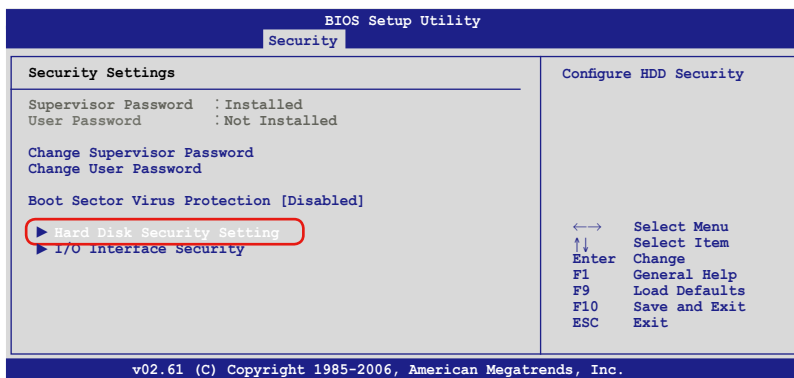 BIOS Setup Utility
Security
Security Settings
Supervisor Password : Installed
User Password : Not Installed
Change Supervisor Password
Change User Password
Boot Sector Virus Protection [Disabled]
▶ Hard Disk Security Setting
▶ I/O Interface Security
Configure HDD Security
←→ Select Menu
↑↓ Select Item
Enter Change
F1 General Help
F9 Load Defaults
F10 Save and Exit
ESC Exit
v02.61 (C) Copyright 1985-2006, American Megatrends, Inc.